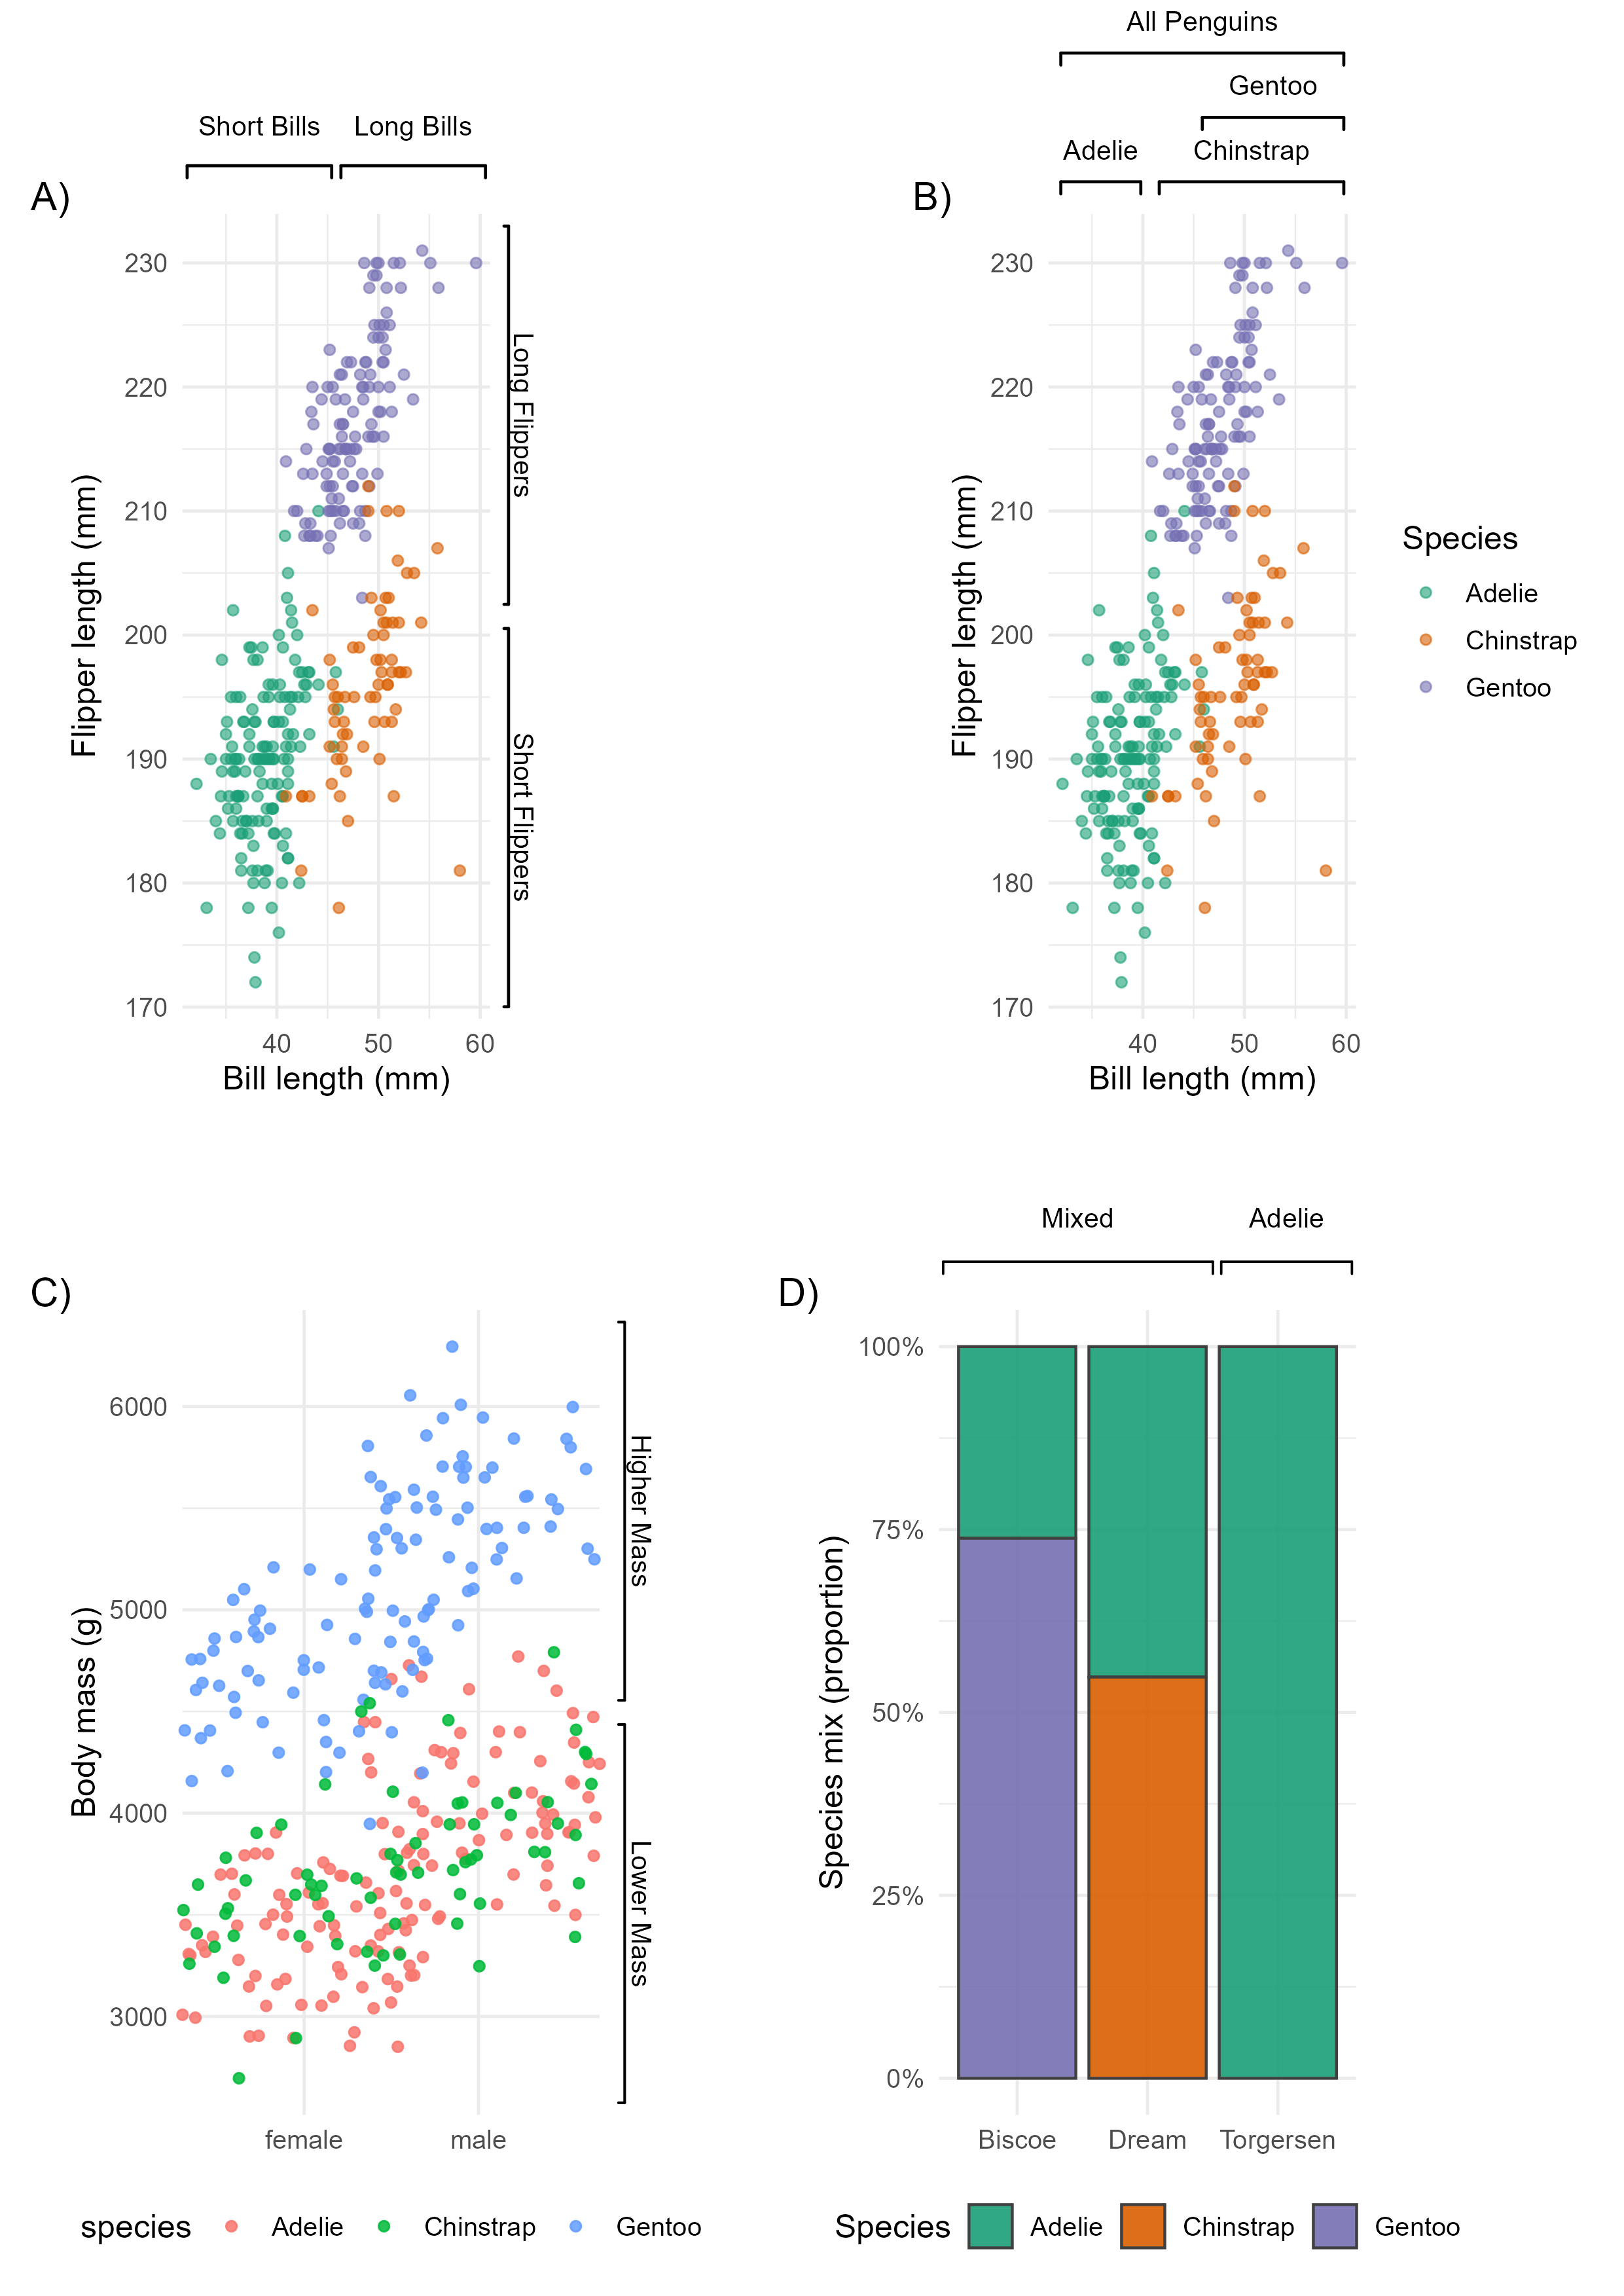 All Penguins
Gentoo
Short Bills Long Bills
Adelie Chinstrap
A)
B)
230
220
210
200
190
180
170
Flipper length (mm)
Long Flippers
Short Flippers
40 50 60
Bill length (mm)
230
220
210
200
190
180
170
Flipper length (mm)
40 50 60
Bill length (mm)
Species
Adelie
Chinstrap
Gentoo
Mixed Adelie
C)
D)
6000
5000
4000
3000
Body mass (g)
Higher Mass
Lower Mass
female male
species Adelie Chinstrap Gentoo
100%
75%
50%
25%
0%
Species mix (proportion)
Biscoe Dream Torgersen
Species Adelie Chinstrap Gentoo